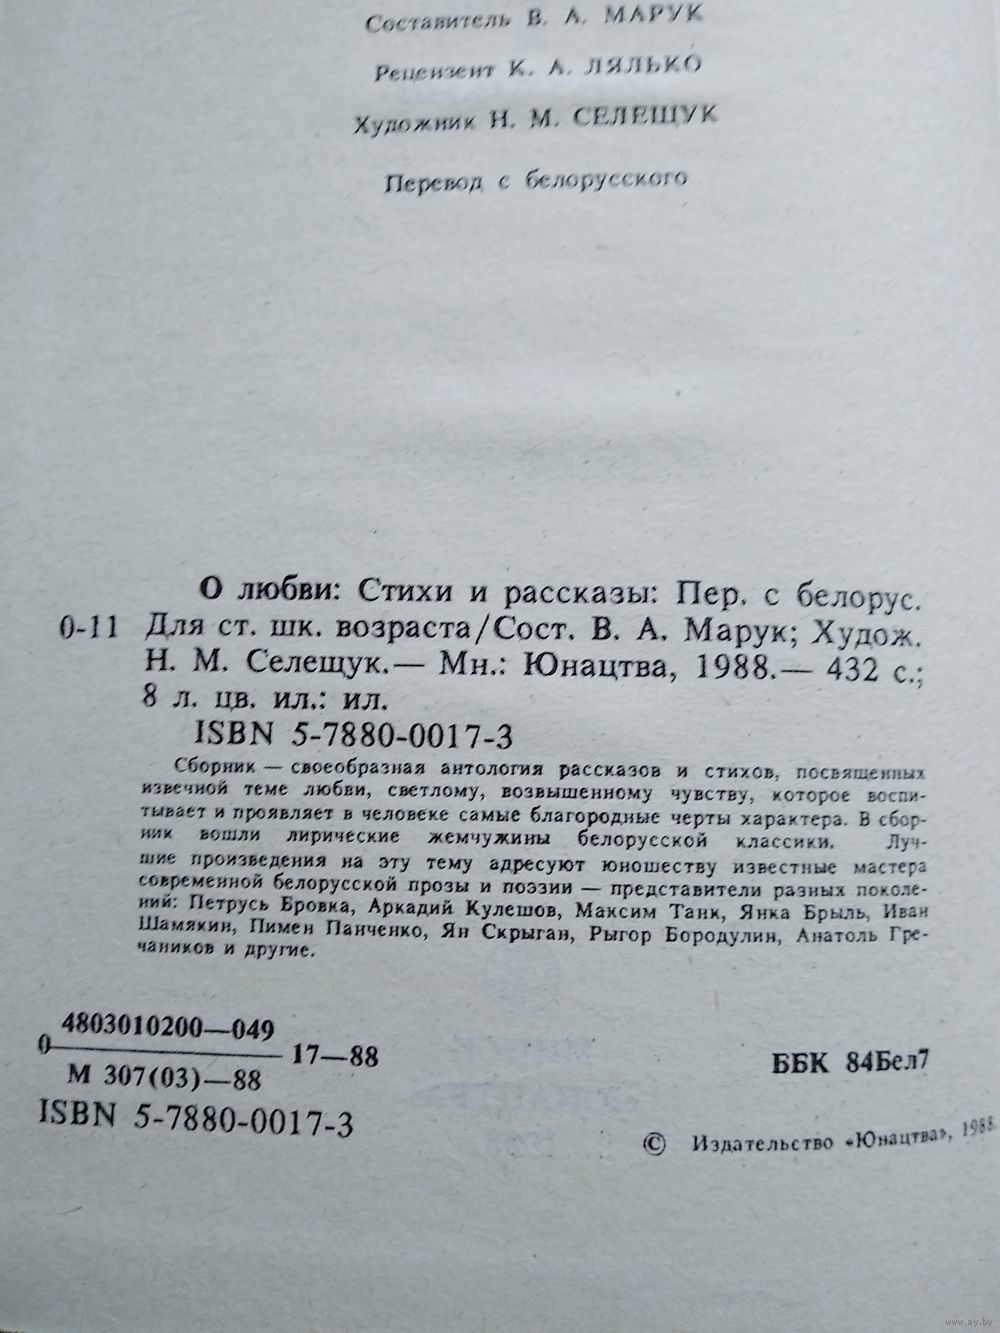 Составитель В. А. МАРУК
Рецензент К. А. ЛЯЛЬКО
Художник Н. М. СЕЛЕЩУК
Перевод с белорусского
О любви: Стихи и рассказы: Пер. с белорус.
0-11 Для ст. шк. возраста/Сост. В. А. Марук; Худож.
Н. М. Селещук.— Мн.: Юнацтва, 1988.— 432 с.;
8 л. цв. ил.: ил.
ISBN 5-7880-0017-3
Сборник — своеобразная антология рассказов и стихов, посвященных
извечной теме любви, светлому, возвышенному чувству, которое воспи-
тывает и проявляет в человеке самые благородные черты характера. В сбор-
ник вошли лирические жемчужины белорусской классики. Луч-
шие произведения на эту тему адресуют юношеству известные мастера
современной белорусской прозы и поэзии — представители разных поколе-
ний: Петрусь Бровка, Аркадий Кулешов, Максим Танк, Янка Брыль, Иван
Шамякин, Пимен Панченко, Ян Скрыган, Рыгор Бородулин, Анатоль Гре-
чаников и другие.
4803010200—049
0 17—88
М 307(03)—88
ББК 84Бел7
ISBN 5-7880-0017-3
© Издательство «Юнацтва», 1988.
www.ay.by